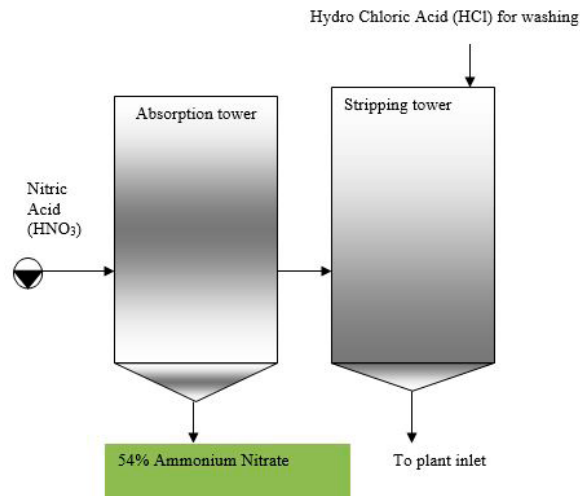 Hydro Chloric Acid (HCl) for washing
Absorption tower
Stripping tower
Nitric
Acid
(HNO₃)
54% Ammonium Nitrate
To plant inlet